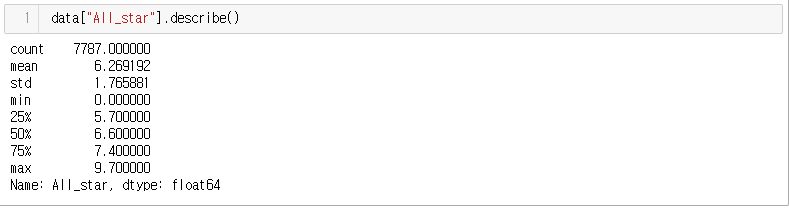 1 data["All_star"].describe()
count 7787.000000
mean 6.269192
std 1.765881
min 0.000000
25% 5.700000
50% 6.600000
75% 7.400000
max 9.700000
Name: All_star, dtype: float64